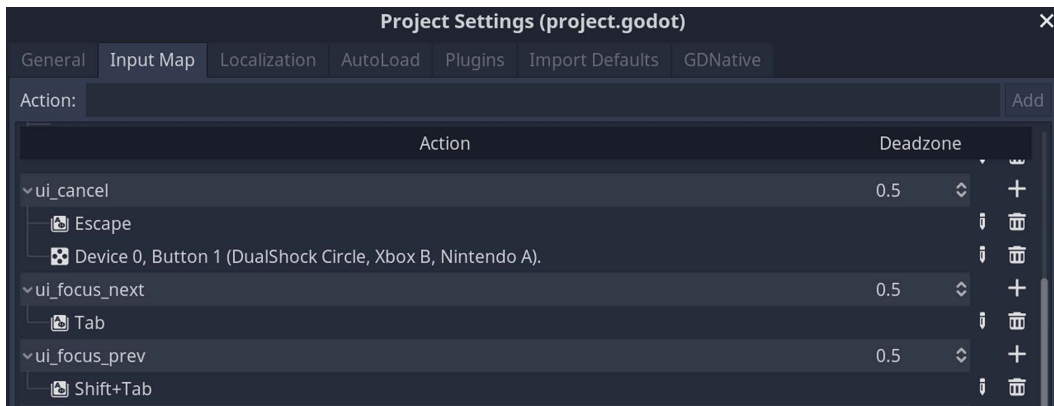 Project Settings (project.godot)
General Input Map Localization AutoLoad Plugins Import Defaults GDNative
Action: Add
Action Deadzone
ui_cancel 0.5
Escape
Device 0, Button 1 (DualShock Circle, Xbox B, Nintendo A).
ui_focus_next 0.5
Tab
ui_focus_prev 0.5
Shift+Tab